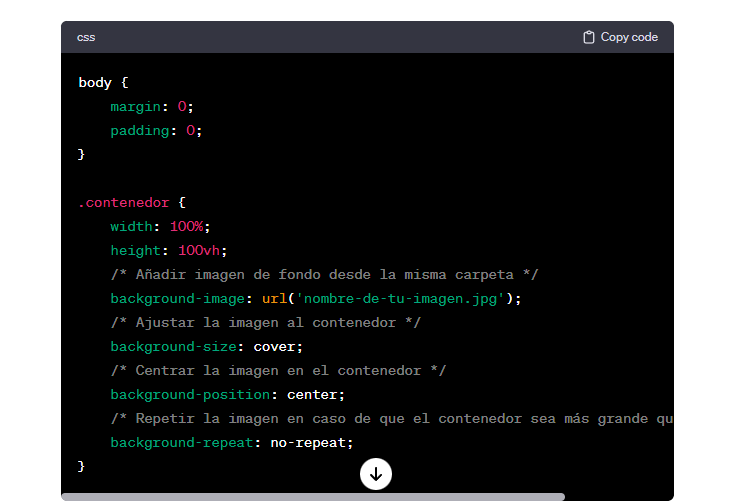 css
Copy code
body {
    margin: 0;
    padding: 0;
}
.contenedor {
    width: 100%;
    height: 100vh;
    /* Añadir imagen de fondo desde la misma carpeta */
    background-image: url('nombre-de-tu-imagen.jpg');
    /* Ajustar la imagen al contenedor */
    background-size: cover;
    /* Centrar la imagen en el contenedor */
    background-position: center;
    /* Repetir la imagen en caso de que el contenedor sea más grande qu
    background-repeat: no-repeat;
}